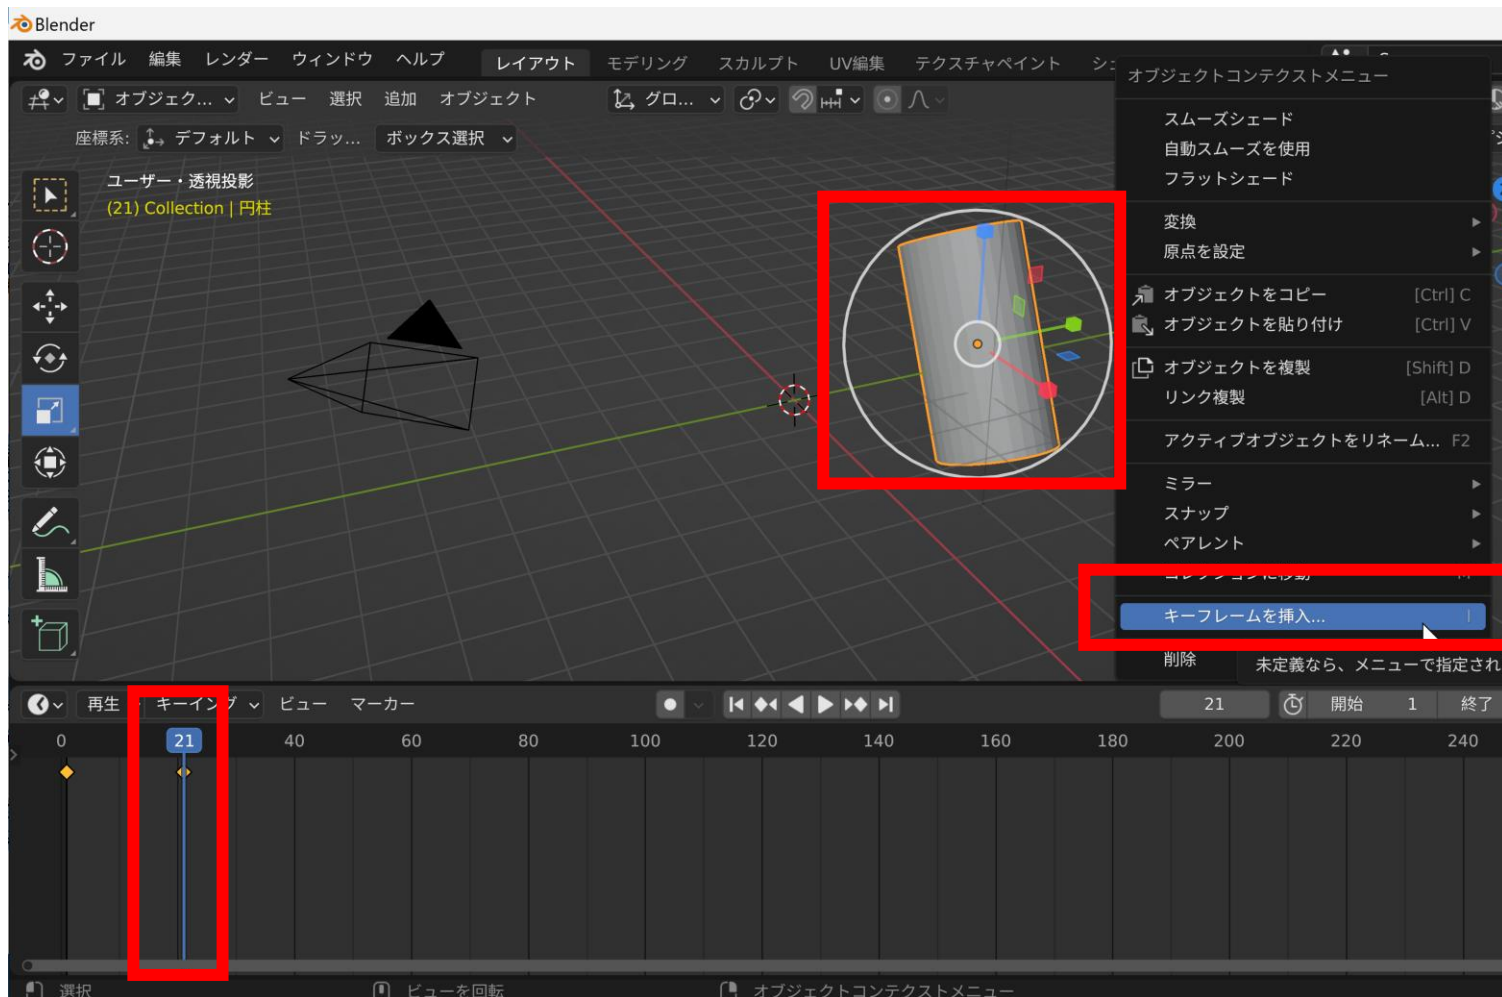 Blender
ファイル 編集 レンダー ウィンドウ ヘルプ レイアウト モデリング スカルプト UV編集 テクスチャペイント
オブジェク... ビュー 選択 追加 オブジェクト グロ...
座標系: デフォルト ドラッ... ボックス選択
ユーザー・透視投影
(21) Collection | 円柱
オブジェクトコンテクストメニュー
スムーズシェード
自動スムーズを使用
フラットシェード
変換
原点を設定
オブジェクトをコピー [Ctrl] C
オブジェクトを貼り付け [Ctrl] V
オブジェクトを複製 [Shift] D
リンク複製 [Alt] D
アクティブオブジェクトをリネーム... F2
ミラー
スナップ
ペアレント
キーフレームを挿入... I
削除
未定義なら、メニューで指定され
再生 キーイング ビュー マーカー 21 開始 1 終了
0 21 40 60 80 100 120 140 160 180 200 220 240
選択 ビューを回転 オブジェクトコンテクストメニュー